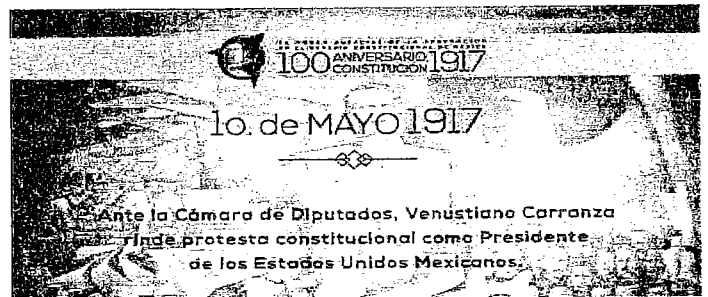 100 ANIVERSARIO CONSTITUCIÓN 1917
1o. de MAYO 1917
Ante la Cámara de Diputados, Venustiano Carranza
rinde protesta constitucional como Presidente
de los Estados Unidos Mexicanos.